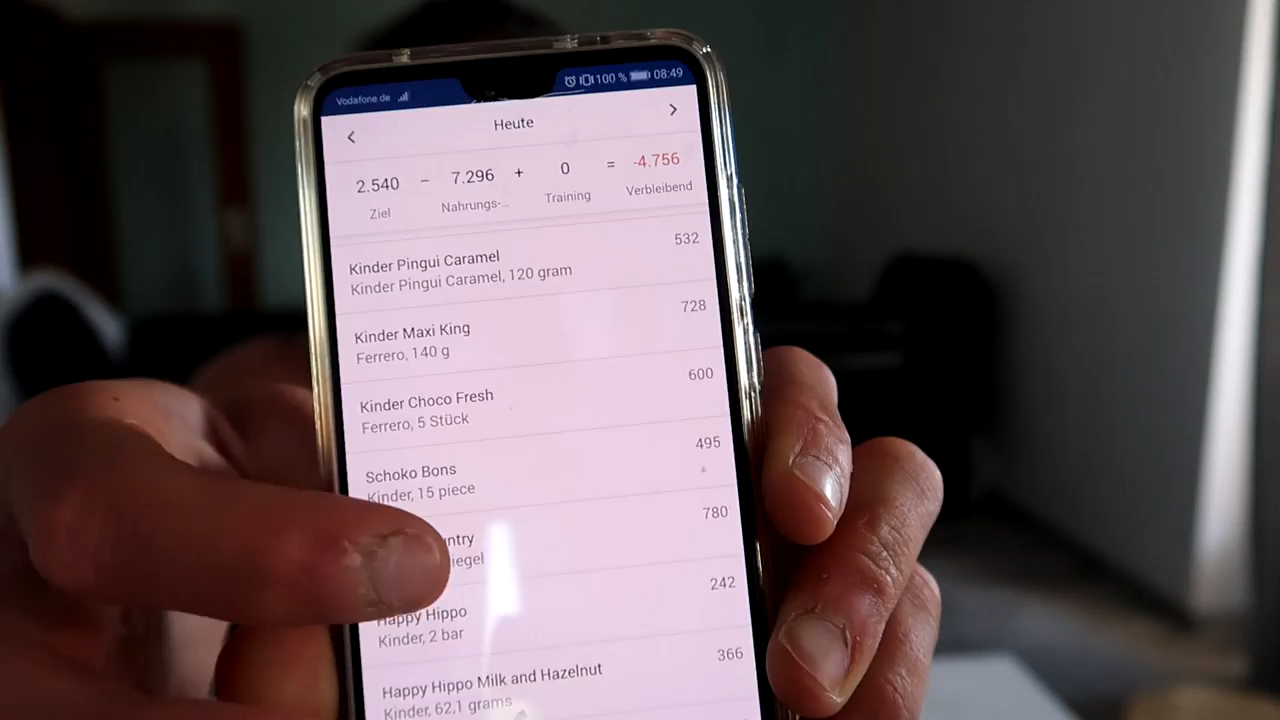 Vodafone.de 100 % 08:49
Heute
2.540 – 7.296 + 0 = -4.756
Ziel Nahrungs-... Training Verbleibend
Kinder Pingui Caramel 532
Kinder Pingui Caramel, 120 gram
Kinder Maxi King 728
Ferrero, 140 g
Kinder Choco Fresh 600
Ferrero, 5 Stück
Schoko Bons 495
Kinder, 15 piece
untry 780
iegel
Happy Hippo 242
Kinder, 2 bar
Happy Hippo Milk and Hazelnut 366
Kinder, 62,1 grams